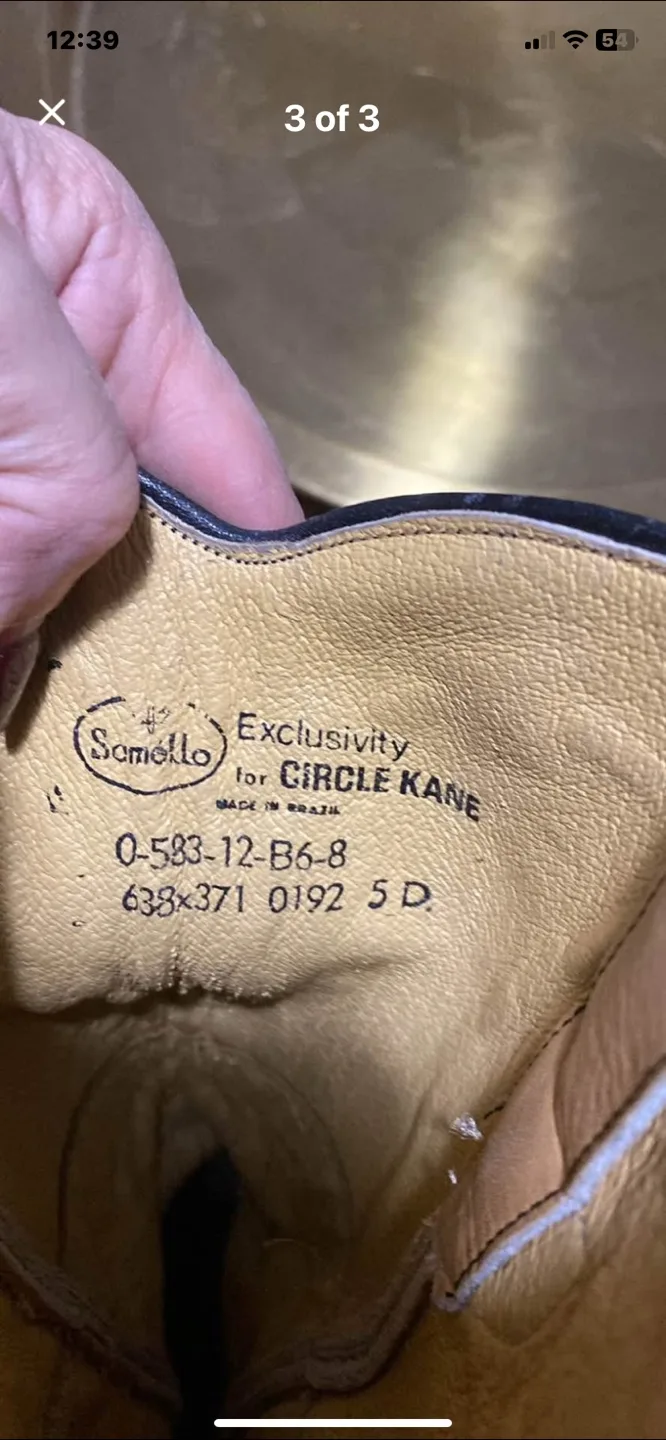 12:39
54
3 of 3
Samello
Exclusivity
for CIRCLE KANE
MADE IN BRAZIL
0-583-12-B6-8
638x371 0192 5 D.